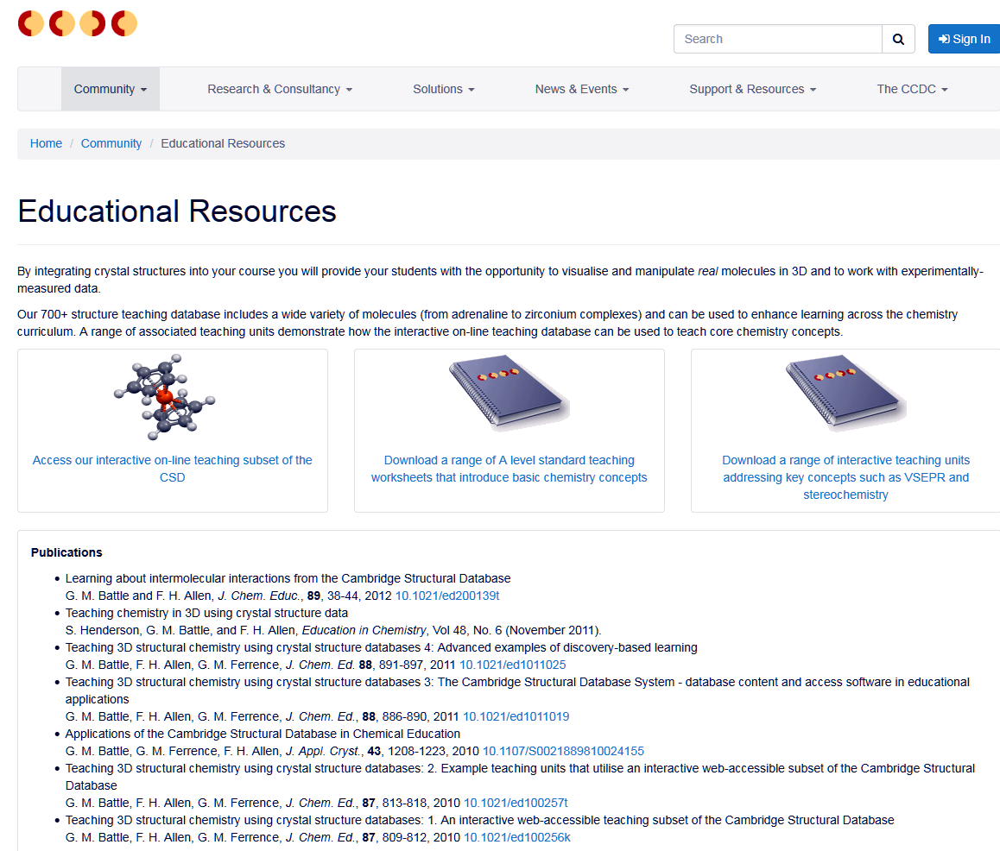 CCDC
Search
Sign In
Community
Research & Consultancy
Solutions
News & Events
Support & Resources
The CCDC
Home / Community / Educational Resources
Educational Resources
By integrating crystal structures into your course you will provide your students with the opportunity to visualise and manipulate real molecules in 3D and to work with experimentally-
measured data.
Our 700+ structure teaching database includes a wide variety of molecules (from adrenaline to zirconium complexes) and can be used to enhance learning across the chemistry
curriculum. A range of associated teaching units demonstrate how the interactive on-line teaching database can be used to teach core chemistry concepts.
Access our interactive on-line teaching subset of the
CSD
CCDC
Download a range of A level standard teaching
worksheets that introduce basic chemistry concepts
CCDC
Download a range of interactive teaching units
addressing key concepts such as VSEPR and
stereochemistry
Publications
• Learning about intermolecular interactions from the Cambridge Structural Database
G. M. Battle and F. H. Allen, J. Chem. Educ., 89, 38-44, 2012 10.1021/ed200139t
• Teaching chemistry in 3D using crystal structure data
S. Henderson, G. M. Battle, and F. H. Allen, Education in Chemistry, Vol 48, No. 6 (November 2011).
• Teaching 3D structural chemistry using crystal structure databases 4: Advanced examples of discovery-based learning
G. M. Battle, F. H. Allen, G. M. Ferrence, J. Chem. Ed. 88, 891-897, 2011 10.1021/ed1011025
• Teaching 3D structural chemistry using crystal structure databases 3: The Cambridge Structural Database System - database content and access software in educational
applications
G. M. Battle, F. H. Allen, G. M. Ferrence, J. Chem. Ed., 88, 886-890, 2011 10.1021/ed1011019
• Applications of the Cambridge Structural Database in Chemical Education
G. M. Battle, G. M. Ferrence, F. H. Allen, J. Appl. Cryst., 43, 1208-1223, 2010 10.1107/S0021889810024155
• Teaching 3D structural chemistry using crystal structure databases: 2. Example teaching units that utilise an interactive web-accessible subset of the Cambridge Structural
Database
G. M. Battle, F. H. Allen, G. M. Ferrence, J. Chem. Ed., 87, 813-818, 2010 10.1021/ed100257t
• Teaching 3D structural chemistry using crystal structure databases: 1. An interactive web-accessible teaching subset of the Cambridge Structural Database
G. M. Battle, F. H. Allen, G. M. Ferrence, J. Chem. Ed., 87, 809-812, 2010 10.1021/ed100256k